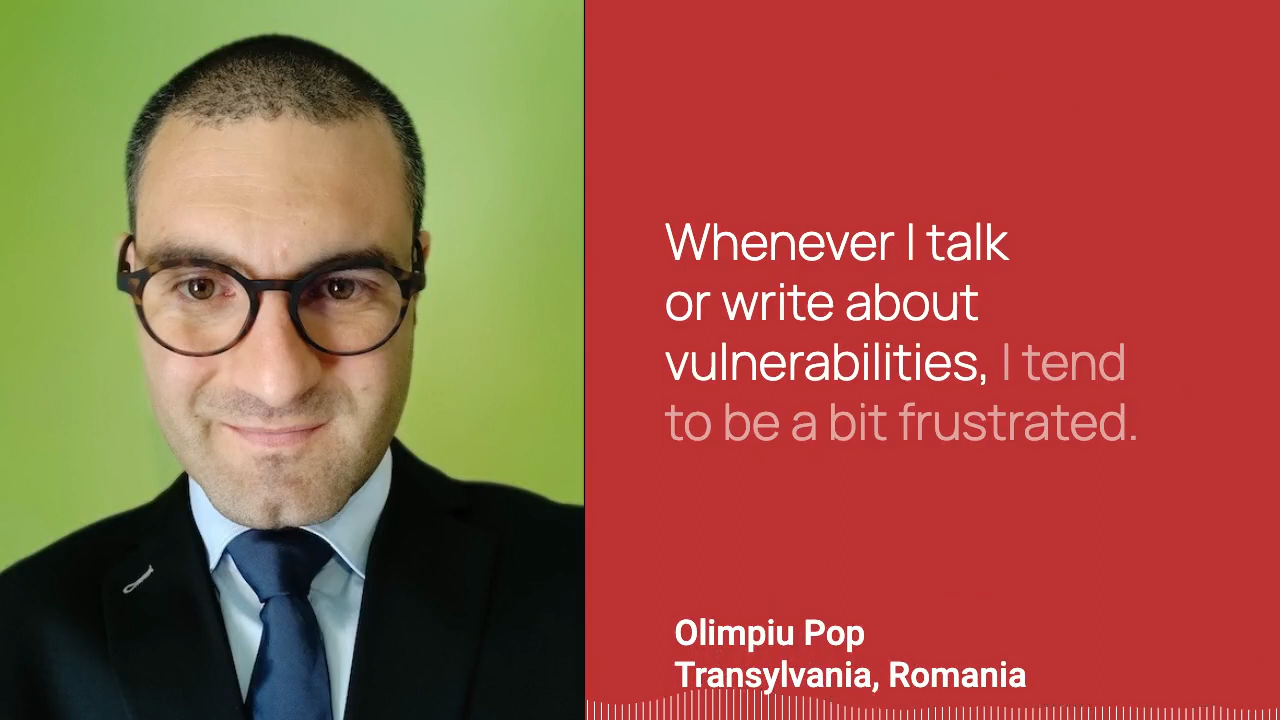 Whenever I talk
or write about
vulnerabilities, I tend
to be a bit frustrated.
Olimpiu Pop
Transylvania, Romania